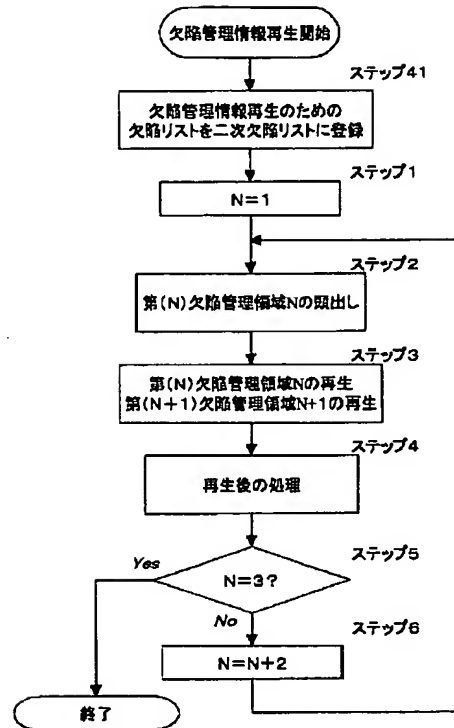 欠陥管理情報再生開始
ステップ41
欠陥管理情報再生のための
欠陥リストを二次欠陥リストに登録
ステップ1
N=1
ステップ2
第(N)欠陥管理領域Nの頭出し
ステップ3
第(N)欠陥管理領域Nの再生
第(N+1)欠陥管理領域N+1の再生
ステップ4
再生後の処理
ステップ5
Yes
N=3?
No
ステップ6
N=N+2
終了